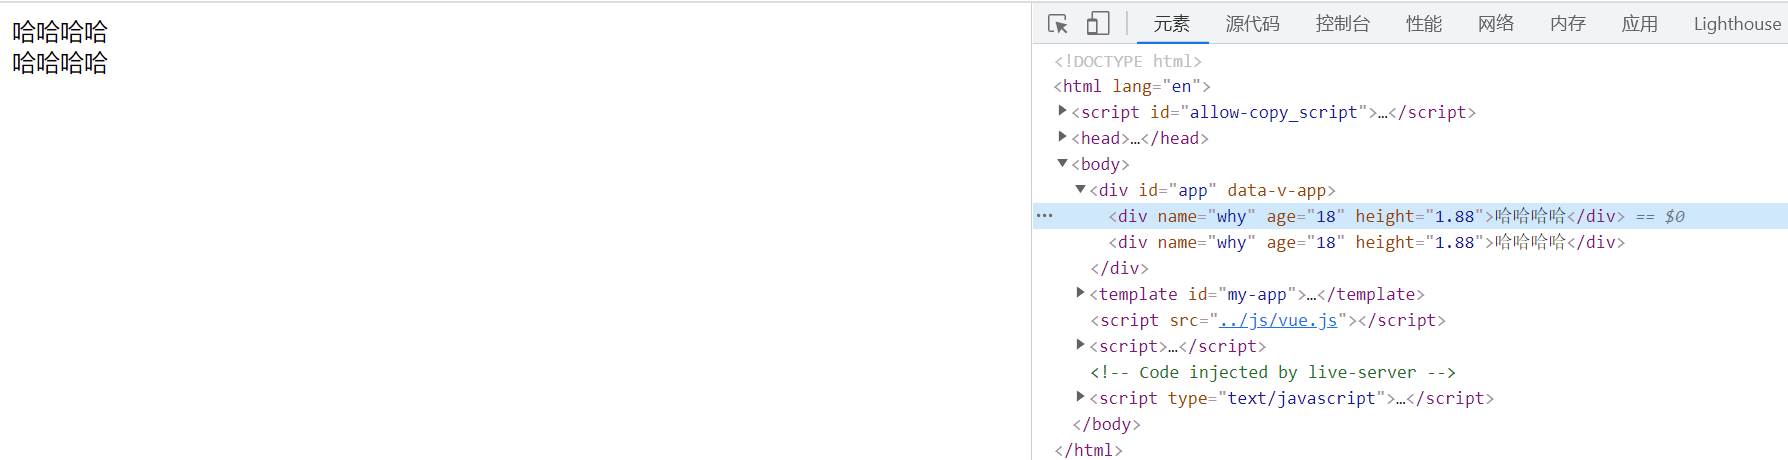 哈哈哈哈
哈哈哈哈
元素 源代码 控制台 性能 网络 内存 应用 Lighthouse
<!DOCTYPE html>
<html lang="en">
<script id="allow-copy_script">…</script>
<head>…</head>
<body>
<div id="app" data-v-app>
<div name="why" age="18" height="1.88">哈哈哈哈</div> == $0
<div name="why" age="18" height="1.88">哈哈哈哈</div>
</div>
<template id="my-app">…</template>
<script src="../js/vue.js"></script>
<script>…</script>
<!-- Code injected by live-server -->
<script type="text/javascript">…</script>
</body>
</html>